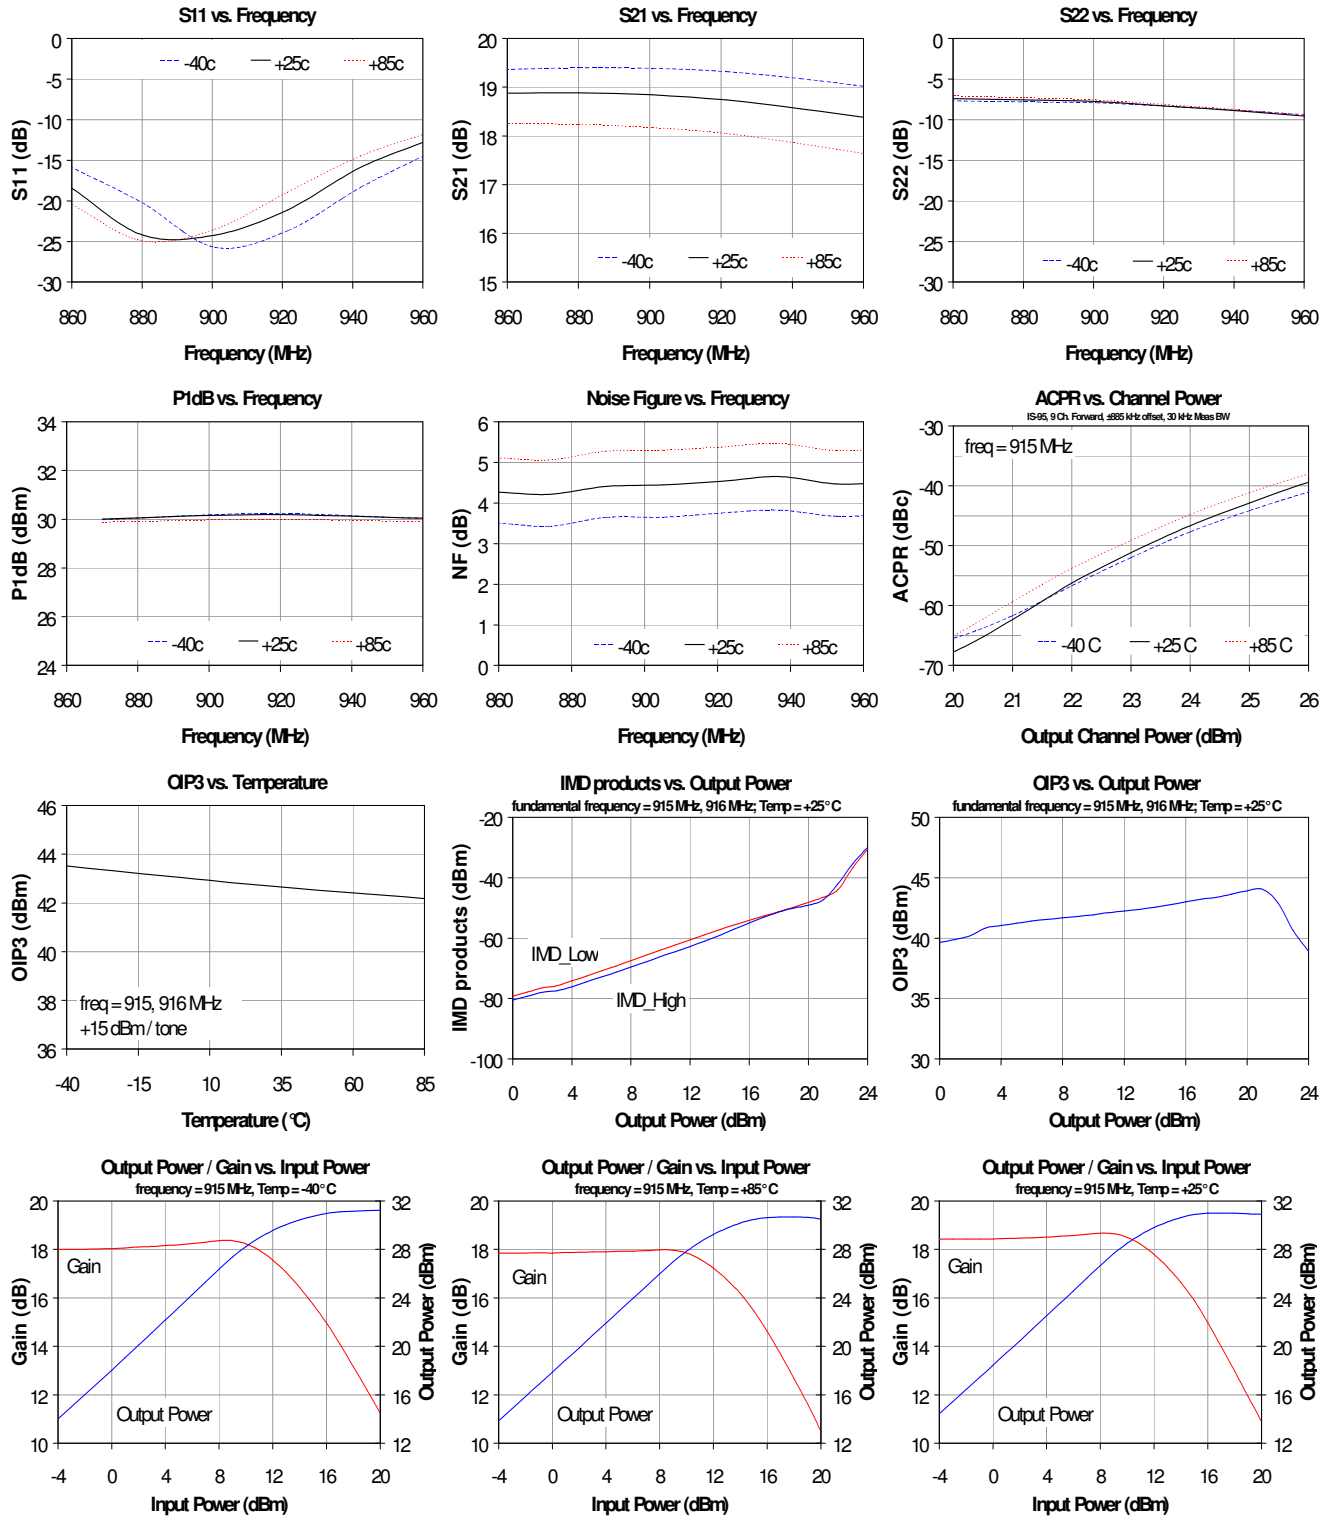 S11 vs. Frequency
0
-5
-10
-15
-20
-25
-30
S11 (dB)
-40c +25c +85c
860 880 900 920 940 960
Frequency (MHz)
S21 vs. Frequency
20
19
18
17
16
15
S21 (dB)
-40c +25c +85c
860 880 900 920 940 960
Frequency (MHz)
S22 vs. Frequency
0
-5
-10
-15
-20
-25
-30
S22 (dB)
-40c +25c +85c
860 880 900 920 940 960
Frequency (MHz)
P1dB vs. Frequency
34
32
30
28
26
24
P1dB (dBm)
-40c +25c +85c
860 880 900 920 940 960
Frequency (MHz)
Noise Figure vs. Frequency
6
5
4
3
2
1
0
NF (dB)
-40c +25c +85c
860 880 900 920 940 960
Frequency (MHz)
ACPR vs. Channel Power
IS-95, 9 Ch. Forward, ±885 kHz offset, 30 kHz Meas BW
-30
-40
-50
-60
-70
ACPR (dBc)
freq = 915 MHz
-40 C +25 C +85 C
20 21 22 23 24 25 26
Output Channel Power (dBm)
OIP3 vs. Temperature
46
44
42
40
38
36
OIP3 (dBm)
freq = 915, 916 MHz
+15 dBm / tone
-40 -15 10 35 60 85
Temperature (°C)
IMD products vs. Output Power
fundamental frequency = 915 MHz, 916 MHz; Temp = +25° C
-20
-40
-60
-80
-100
IMD products (dBm)
IMD_Low
IMD_High
0 4 8 12 16 20 24
Output Power (dBm)
OIP3 vs. Output Power
fundamental frequency = 915 MHz, 916 MHz; Temp = +25° C
50
45
40
35
30
OIP3 (dBm)
0 4 8 12 16 20 24
Output Power (dBm)
Output Power / Gain vs. Input Power
frequency = 915 MHz, Temp = -40° C
20
18
16
14
12
10
Gain (dB)
Gain
Output Power
32
28
24
20
16
12
Output Power (dBm)
-4 0 4 8 12 16 20
Input Power (dBm)
Output Power / Gain vs. Input Power
frequency = 915 MHz, Temp = +85° C
20
18
16
14
12
10
Gain (dB)
Gain
Output Power
32
28
24
20
16
12
Output Power (dBm)
-4 0 4 8 12 16 20
Input Power (dBm)
Output Power / Gain vs. Input Power
frequency = 915 MHz, Temp = +25° C
20
18
16
14
12
10
Gain (dB)
Gain
Output Power
32
28
24
20
16
12
Output Power (dBm)
-4 0 4 8 12 16 20
Input Power (dBm)